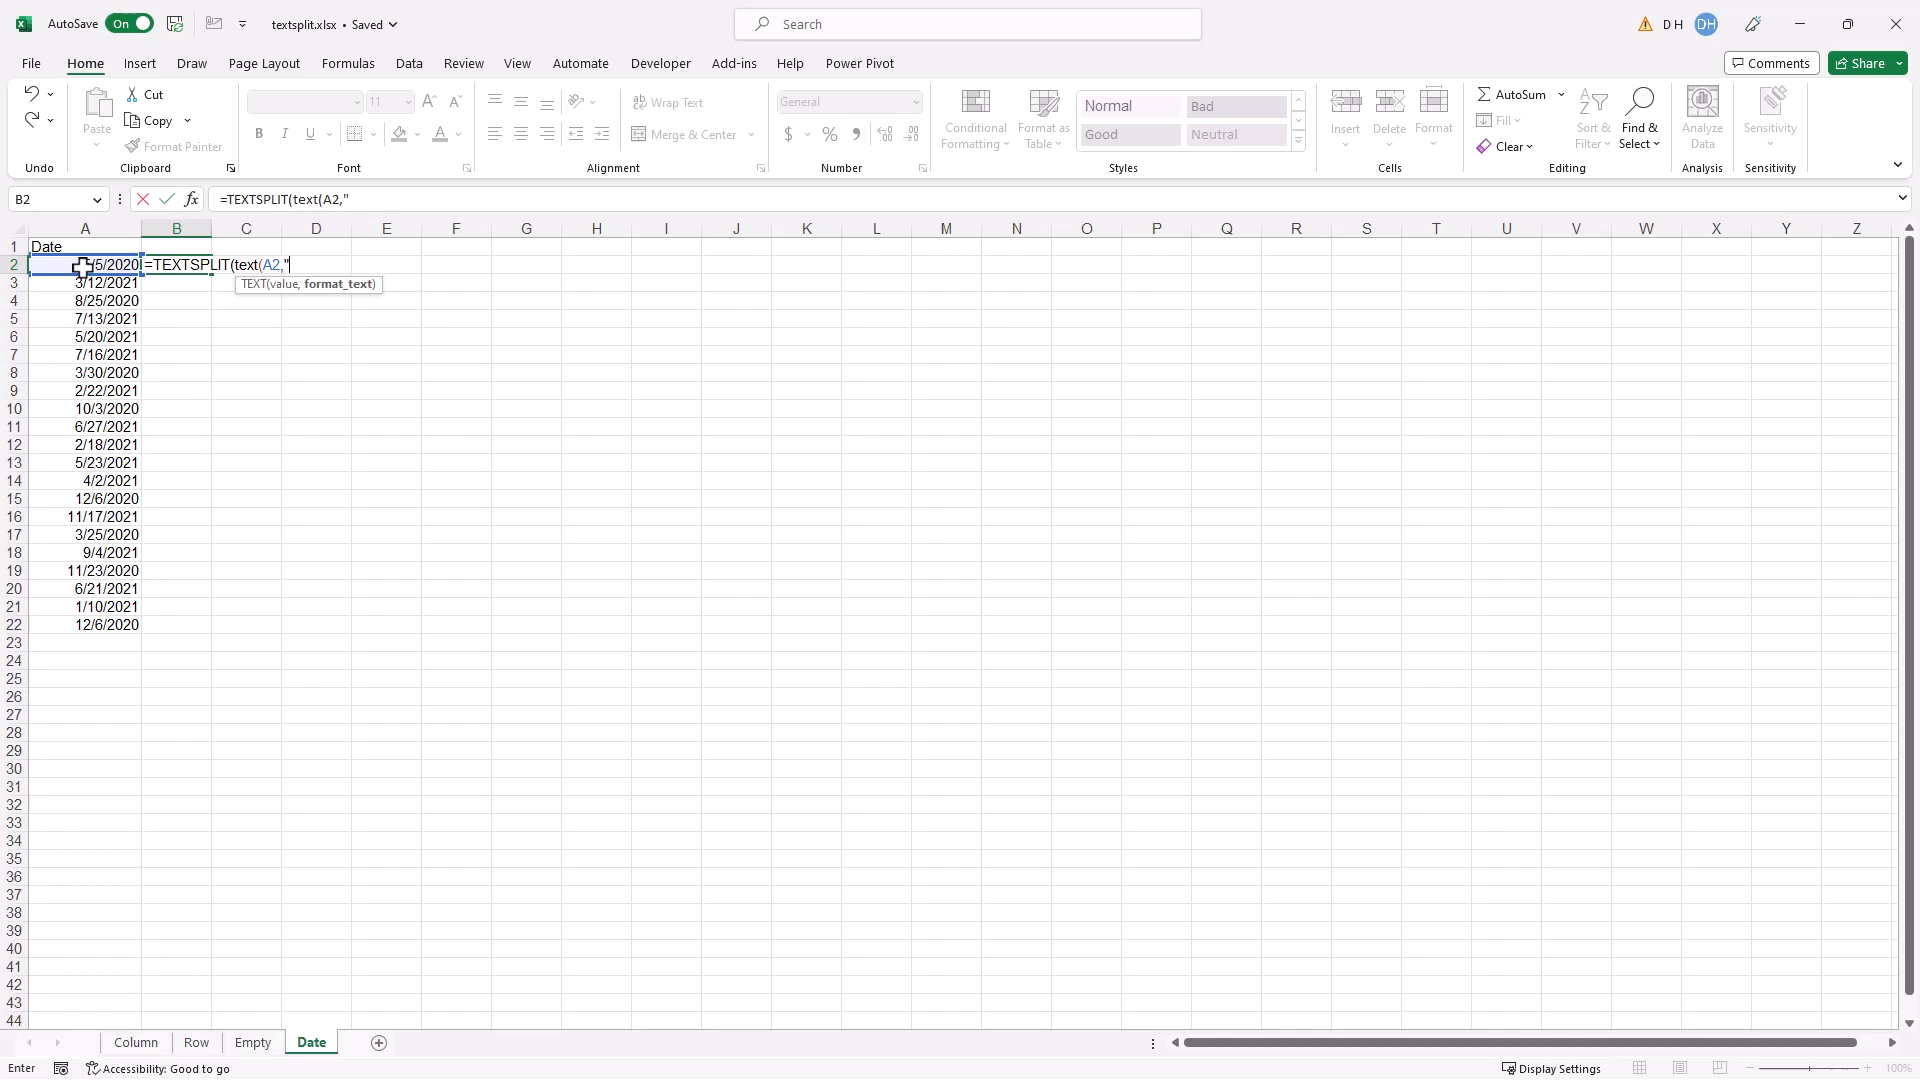 AutoSave On textsplit.xlsx • Saved Search D H DH
File Home Insert Draw Page Layout Formulas Data Review View Automate Developer Add-ins Help Power Pivot Comments Share
Paste Cut Copy Format Painter
11 B I U
Wrap Text Merge & Center
General $ % 9
Conditional Formatting Format as Table
Normal Bad
Good Neutral
Insert Delete Format
AutoSum Fill Clear
Sort & Filter Find & Select
Analyze Data Sensitivity
Undo Clipboard Font Alignment Number Styles Cells Editing Analysis Sensitivity
B2 fx =TEXTSPLIT(text(A2,"
A B C D E F G H I J K L M N O P Q R S T U V W X Y Z
1 Date
2 /5/2020 =TEXTSPLIT(text(A2,"
TEXT(value, format_text)
3 3/12/2021
4 8/25/2020
5 7/13/2021
6 5/20/2021
7 7/16/2021
8 3/30/2020
9 2/22/2021
10 10/3/2020
11 6/27/2021
12 2/18/2021
13 5/23/2021
14 4/2/2021
15 12/6/2020
16 11/17/2021
17 3/25/2020
18 9/4/2021
19 11/23/2020
20 6/21/2021
21 1/10/2021
22 12/6/2020
23
24
25
26
27
28
29
30
31
32
33
34
35
36
37
38
39
40
41
42
43
44
Column Row Empty Date
Enter Accessibility: Good to go Display Settings 100%